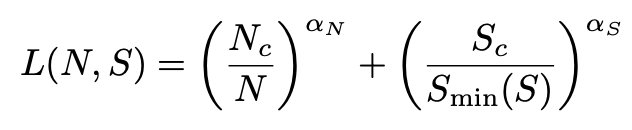 L(N, S) = (N_c / N)^{α_N} + (S_c / S_min(S))^{α_S}